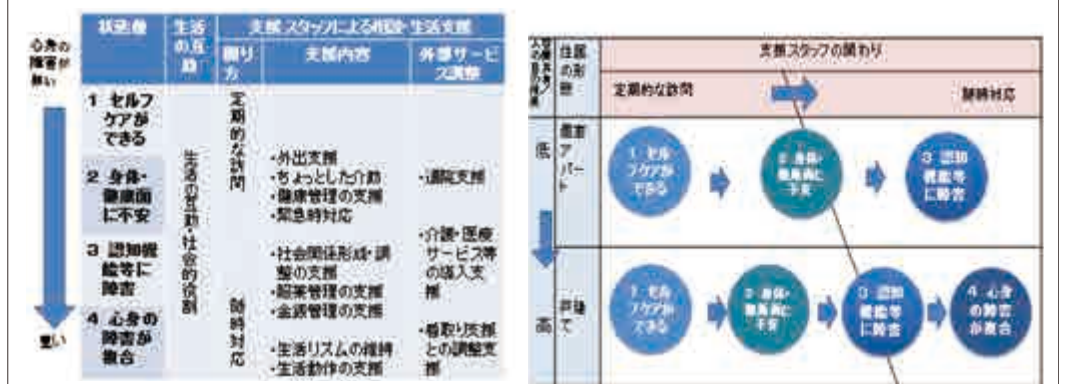 状態像
生活の互助
支援スタッフによる相談・生活支援
関り方
支援内容
外部サービス調整
心身の
障害が
無い
重い
1 セルフ
ケアが
できる
2 身体・
健康面
に不安
3 認知機
能等に
障害
4 心身の
障害が
複合
生活の互助・社会的役割
定期的な訪問
随時対応
・外出支援
・ちょっとした介助
・健康管理の支援
・緊急時対応
・社会関係形成・調
整の支援
・服薬管理の支援
・金銭管理の支援
・生活リズムの維持
・生活動作の支援
・通院支援
・介護・医療
サービス等
の導入支
援
・看取り支援
との調整支
援
住居
の形
態
支援スタッフの関わり
定期的な訪問
随時対応
低
高
アパート
1 セル
フケアが
できる
2 身体・
健康面に
不安
3 認知
機能等
に障害
戸建て
1 セル
フケアが
できる
2 身体・
健康面に
不安
3 認知
機能等
に障害
4 心身
の障害
が複合